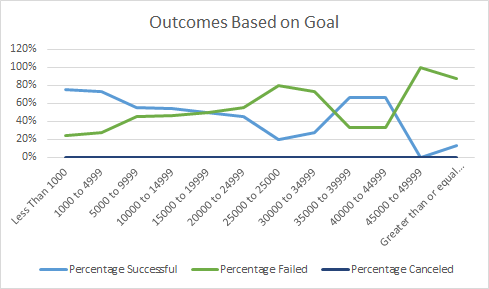 Outcomes Based on Goal
120%
100%
80%
60%
40%
20%
0%
Less Than 1000
1000 to 4999
5000 to 9999
10000 to 14999
15000 to 19999
20000 to 24999
25000 to 25000
30000 to 34999
35000 to 39999
40000 to 44999
45000 to 49999
Greater than or equal...
Percentage Successful
Percentage Failed
Percentage Canceled